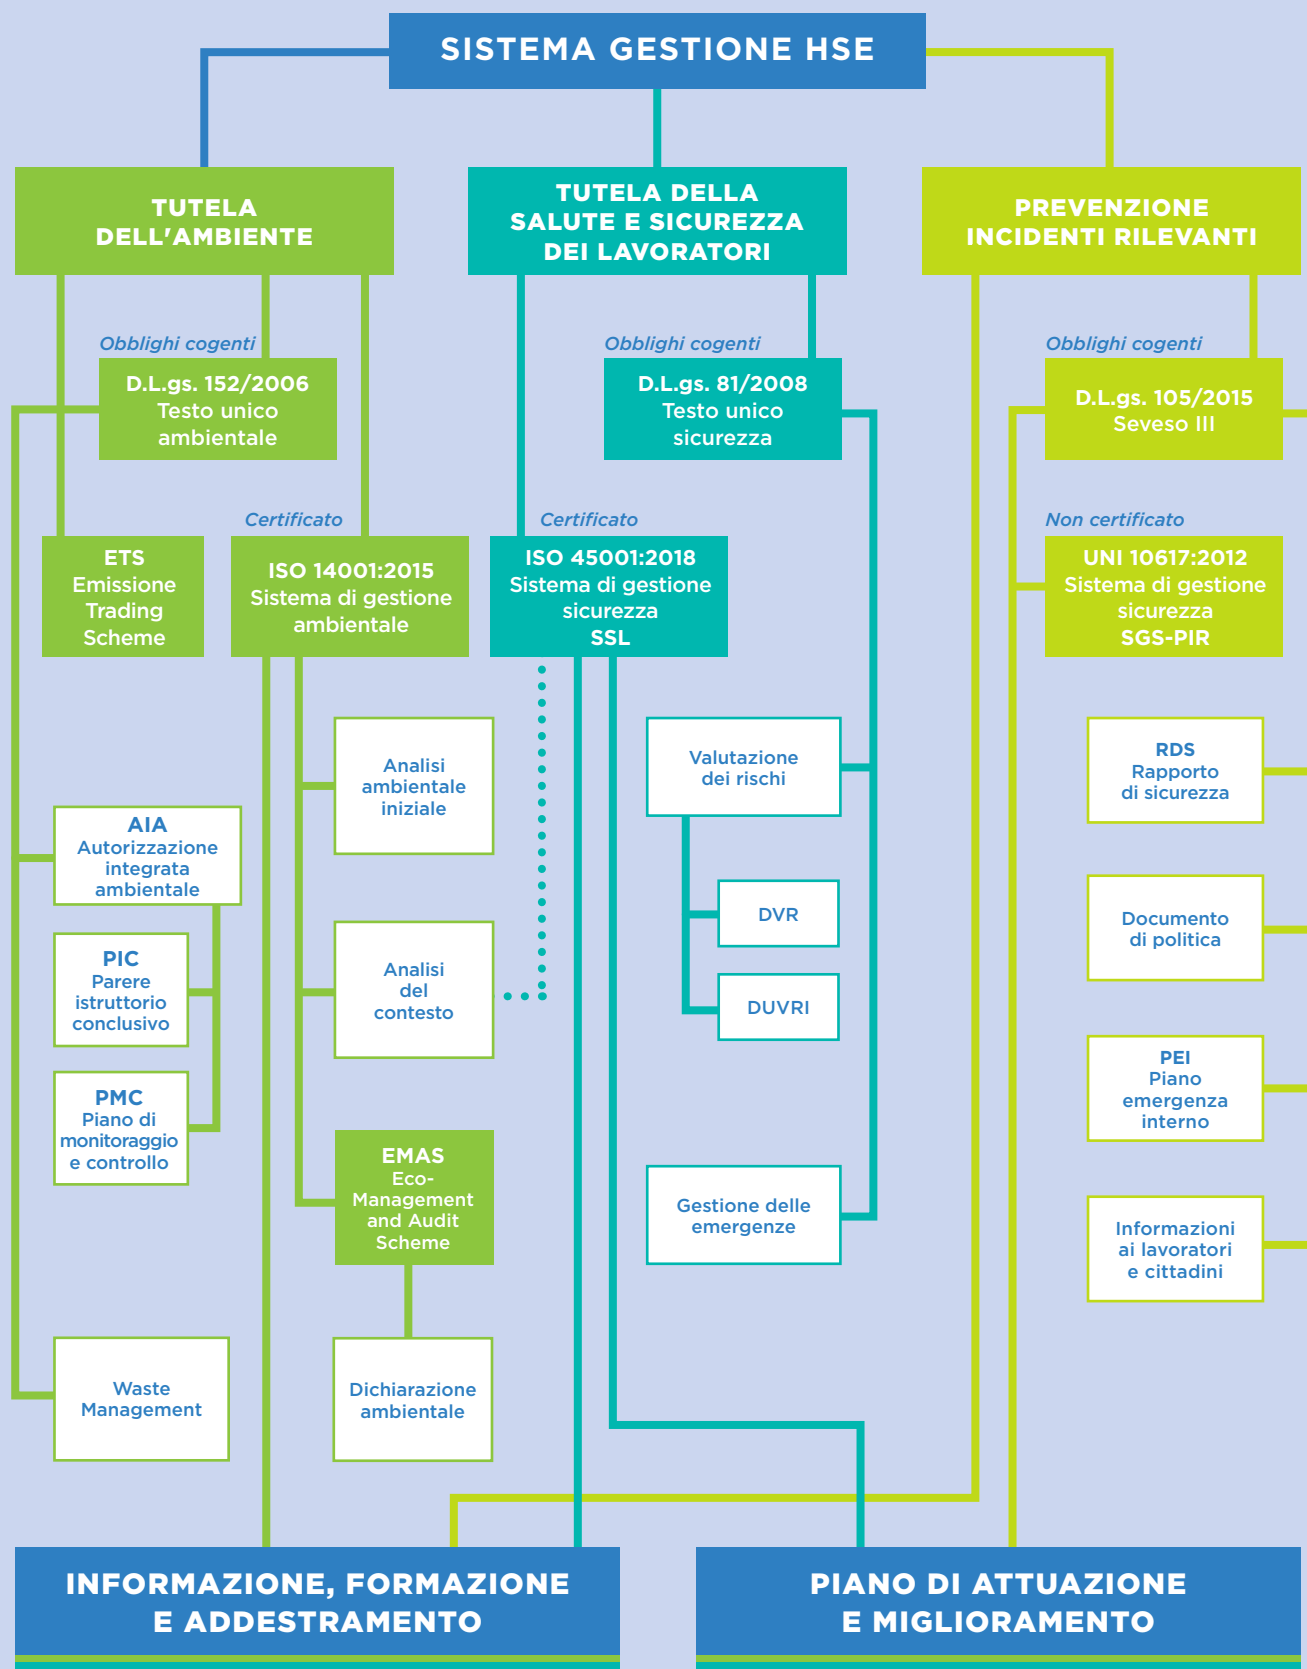 SISTEMA GESTIONE HSE
TUTELA
DELL'AMBIENTE
TUTELA DELLA
SALUTE E SICUREZZA
DEI LAVORATORI
PREVENZIONE
INCIDENTI RILEVANTI
Obblighi cogenti
D.L.gs. 152/2006
Testo unico
ambientale
Obblighi cogenti
D.L.gs. 81/2008
Testo unico
sicurezza
Obblighi cogenti
D.L.gs. 105/2015
Seveso III
ETS
Emissione
Trading
Scheme
Certificato
ISO 14001:2015
Sistema di gestione
ambientale
Certificato
ISO 45001:2018
Sistema di gestione
sicurezza
SSL
Non certificato
UNI 10617:2012
Sistema di gestione
sicurezza
SGS-PIR
AIA
Autorizzazione
integrata
ambientale
PIC
Parere
istruttorio
conclusivo
PMC
Piano di
monitoraggio
e controllo
Waste
Management
Analisi
ambientale
iniziale
Analisi
del
contesto
EMAS
Eco-
Management
and Audit
Scheme
Dichiarazione
ambientale
Valutazione
dei rischi
DVR
DUVRI
Gestione delle
emergenze
RDS
Rapporto
di sicurezza
Documento
di politica
PEI
Piano
emergenza
interno
Informazioni
ai lavoratori
e cittadini
INFORMAZIONE, FORMAZIONE
E ADDESTRAMENTO
PIANO DI ATTUAZIONE
E MIGLIORAMENTO